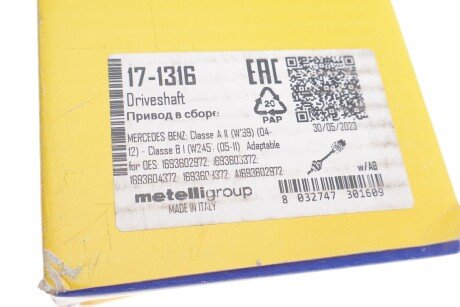 17-1316
EAC
Driveshaft
Привод в сборе
20
PAP
30/05/2023
MERCEDES BENZ: Classe A II (W169) (04-
12) - Classe B I (W245) (05-11) Adaptable
for OES: 1693602972; 1693603372;
1693604372; 1693601372; A1693602972;
w/AB
metelligroup
MADE IN ITALY
8 032747 301609